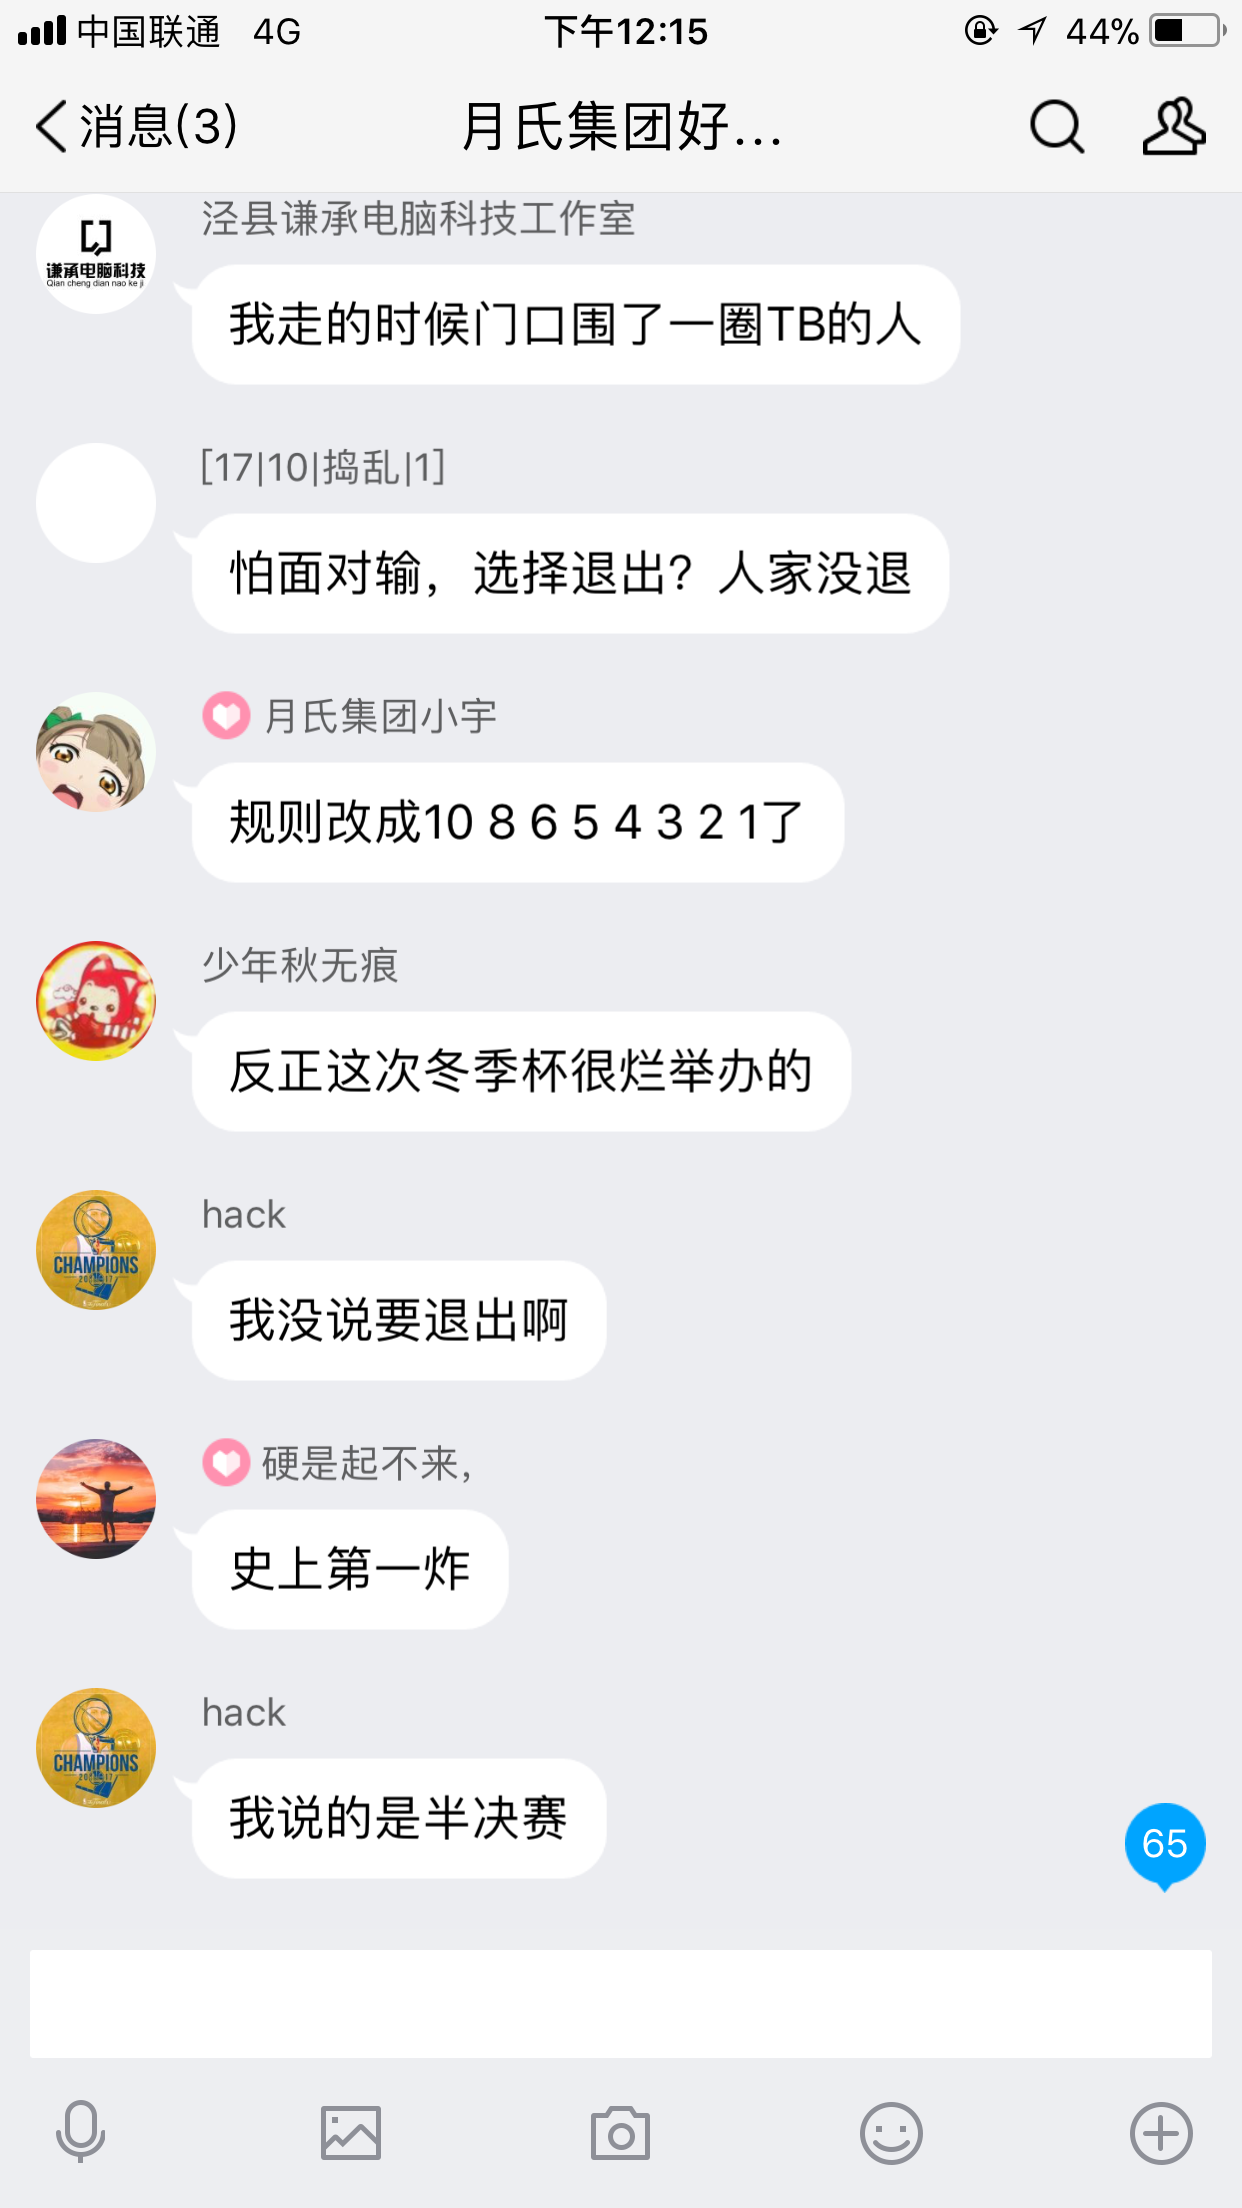 中国联通 4G 下午12:15 44%
消息(3) 月氏集团好...
泾县谦承电脑科技工作室
谦承电脑科技
Qian cheng dian nao ke ji
我走的时候门口围了一圈TB的人
[17|10|捣乱|1]
怕面对输，选择退出？人家没退
月氏集团小宇
规则改成10 8 6 5 4 3 2 1了
少年秋无痕
反正这次冬季杯很烂举办的
hack
CHAMPIONS
我没说要退出啊
硬是起不来，
史上第一炸
hack
CHAMPIONS
我说的是半决赛
65